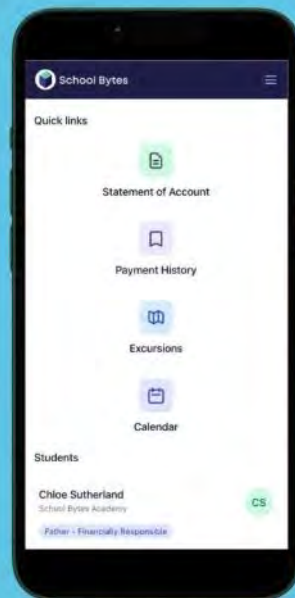 School Bytes
Quick links
Statement of Account
Payment History
Excursions
Calendar
Students
Chloe Sutherland
School Bytes Academy
CS
Father - Financially Responsible